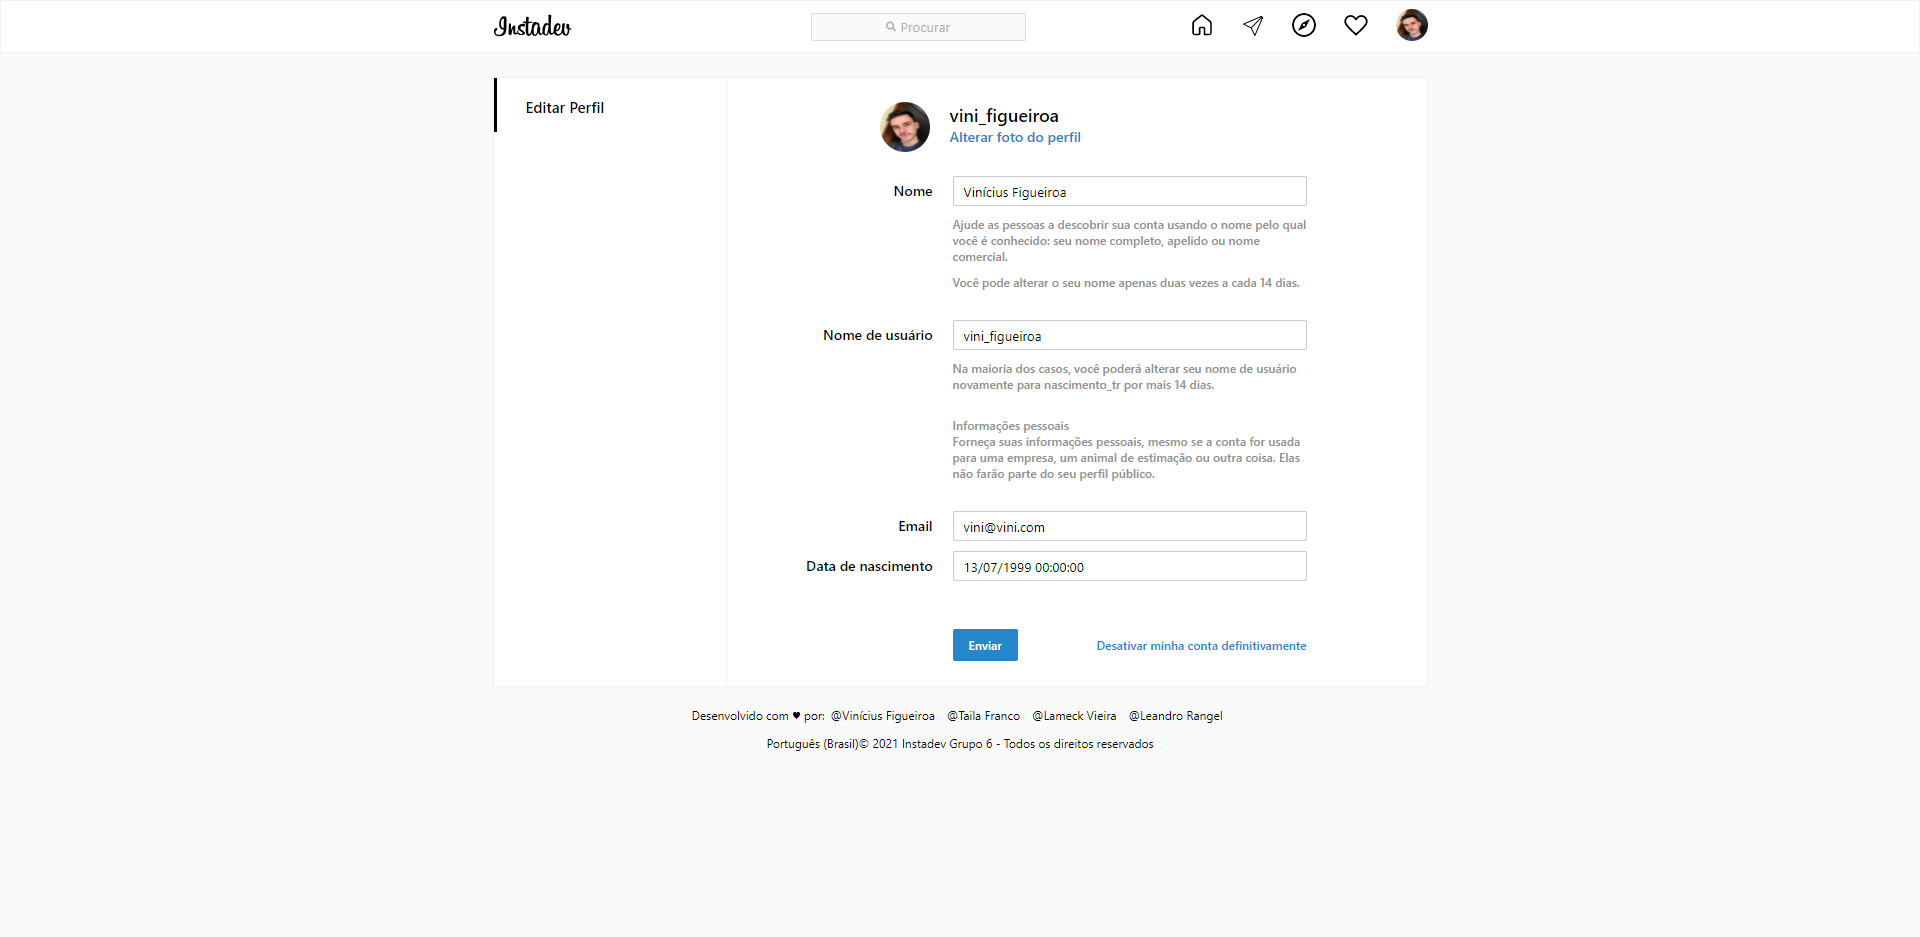 Instadev
Procurar
Editar Perfil
vini_figueiroa
Alterar foto do perfil
Nome
Vinícius Figueiroa
Ajude as pessoas a descobrir sua conta usando o nome pelo qual
você é conhecido: seu nome completo, apelido ou nome
comercial.
Você pode alterar o seu nome apenas duas vezes a cada 14 dias.
Nome de usuário
vini_figueiroa
Na maioria dos casos, você poderá alterar seu nome de usuário
novamente para nascimento_tr por mais 14 dias.
Informações pessoais
Forneça suas informações pessoais, mesmo se a conta for usada
para uma empresa, um animal de estimação ou outra coisa. Elas
não farão parte do seu perfil público.
Email
vini@vini.com
Data de nascimento
13/07/1999 00:00:00
Enviar
Desativar minha conta definitivamente
Desenvolvido com ♥ por: @Vinícius Figueiroa @Taila Franco @Lameck Vieira @Leandro Rangel
Português (Brasil)© 2021 Instadev Grupo 6 - Todos os direitos reservados